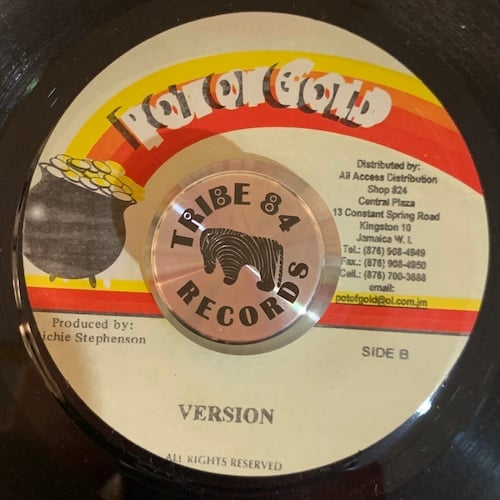 POT OF GOLD
Distributed by:
All Access Distribution
Shop 824
Central Plaza
13 Constant Spring Road
Kingston 10
Jamaica W. I.
Tel.: (876) 908-4949
Fax.: (876) 908-4950
Cell.: (876) 700-3688
email:
potofgold@ol.com.jm
TRIBE 84
RECORDS
Produced by:
ichie Stephenson
SIDE B
VERSION
ALL RIGHTS RESERVED